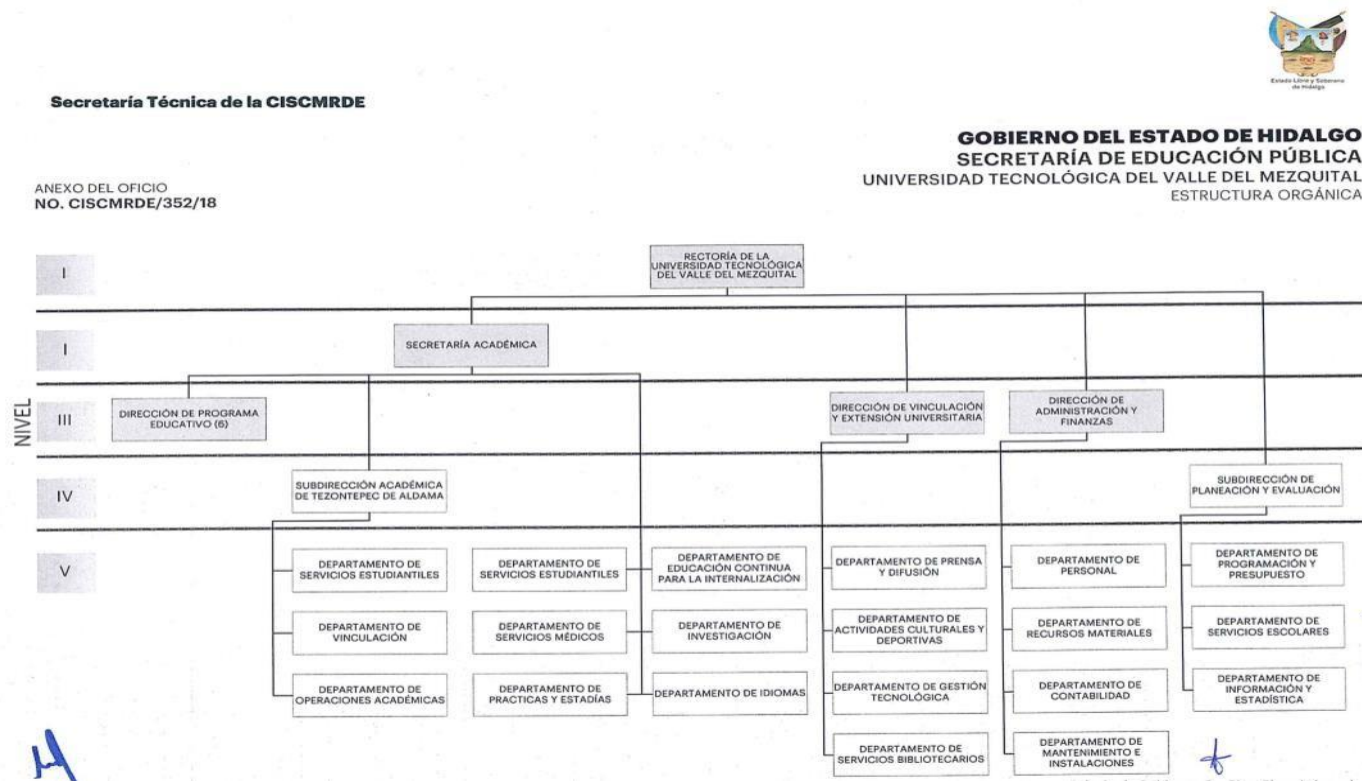 Estado Libre y Soberano
de Hidalgo
Secretaría Técnica de la CISCMRDE
GOBIERNO DEL ESTADO DE HIDALGO
SECRETARÍA DE EDUCACIÓN PÚBLICA
UNIVERSIDAD TECNOLÓGICA DEL VALLE DEL MEZQUITAL
ESTRUCTURA ORGÁNICA
ANEXO DEL OFICIO
NO. CISCMRDE/352/18
NIVEL
I
RECTORÍA DE LA
UNIVERSIDAD TECNOLÓGICA
DEL VALLE DEL MEZQUITAL
I
SECRETARÍA ACADÉMICA
III
DIRECCIÓN DE PROGRAMA
EDUCATIVO (6)
DIRECCIÓN DE VINCULACIÓN
Y EXTENSIÓN UNIVERSITARIA
DIRECCIÓN DE
ADMINISTRACIÓN Y
FINANZAS
IV
SUBDIRECCIÓN ACADÉMICA
DE TEZONTEPEC DE ALDAMA
SUBDIRECCIÓN DE
PLANEACIÓN Y EVALUACIÓN
V
DEPARTAMENTO DE
SERVICIOS ESTUDIANTILES
DEPARTAMENTO DE
SERVICIOS ESTUDIANTILES
DEPARTAMENTO DE
EDUCACIÓN CONTINUA
PARA LA INTERNALIZACIÓN
DEPARTAMENTO DE PRENSA
Y DIFUSIÓN
DEPARTAMENTO DE
PERSONAL
DEPARTAMENTO DE
PROGRAMACIÓN Y
PRESUPUESTO
DEPARTAMENTO DE
VINCULACIÓN
DEPARTAMENTO DE
SERVICIOS MÉDICOS
DEPARTAMENTO DE
INVESTIGACIÓN
DEPARTAMENTO DE
ACTIVIDADES CULTURALES Y
DEPORTIVAS
DEPARTAMENTO DE
RECURSOS MATERIALES
DEPARTAMENTO DE
SERVICIOS ESCOLARES
DEPARTAMENTO DE
OPERACIONES ACADÉMICAS
DEPARTAMENTO DE
PRACTICAS Y ESTADÍAS
DEPARTAMENTO DE IDIOMAS
DEPARTAMENTO DE GESTIÓN
TECNOLÓGICA
DEPARTAMENTO DE
CONTABILIDAD
DEPARTAMENTO DE
INFORMACIÓN Y
ESTADÍSTICA
DEPARTAMENTO DE
SERVICIOS BIBLIOTECARIOS
DEPARTAMENTO DE
MANTENIMIENTO E
INSTALACIONES